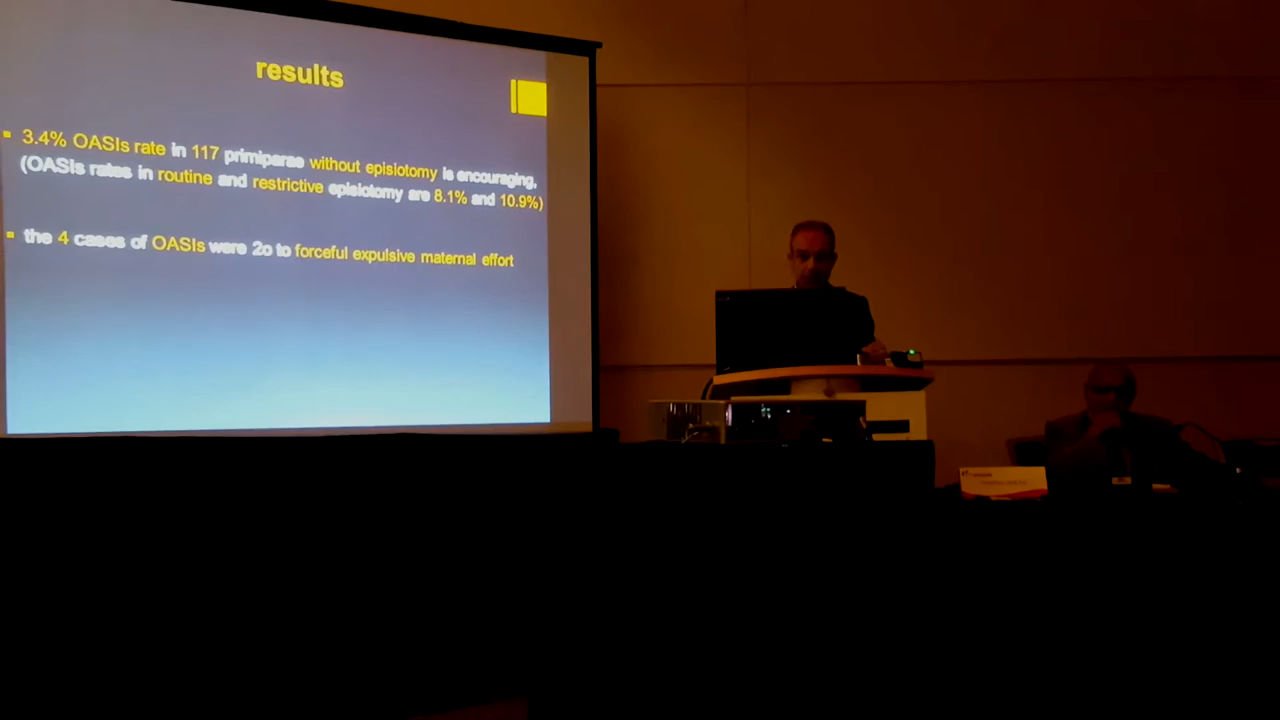 results
3.4% OASIs rate in 117 primiparae without episiotomy is encouraging,
(OASIs rates in routine and restrictive episiotomy are 8.1% and 10.9%)
the 4 cases of OASIs were 2o to forceful expulsive maternal effort